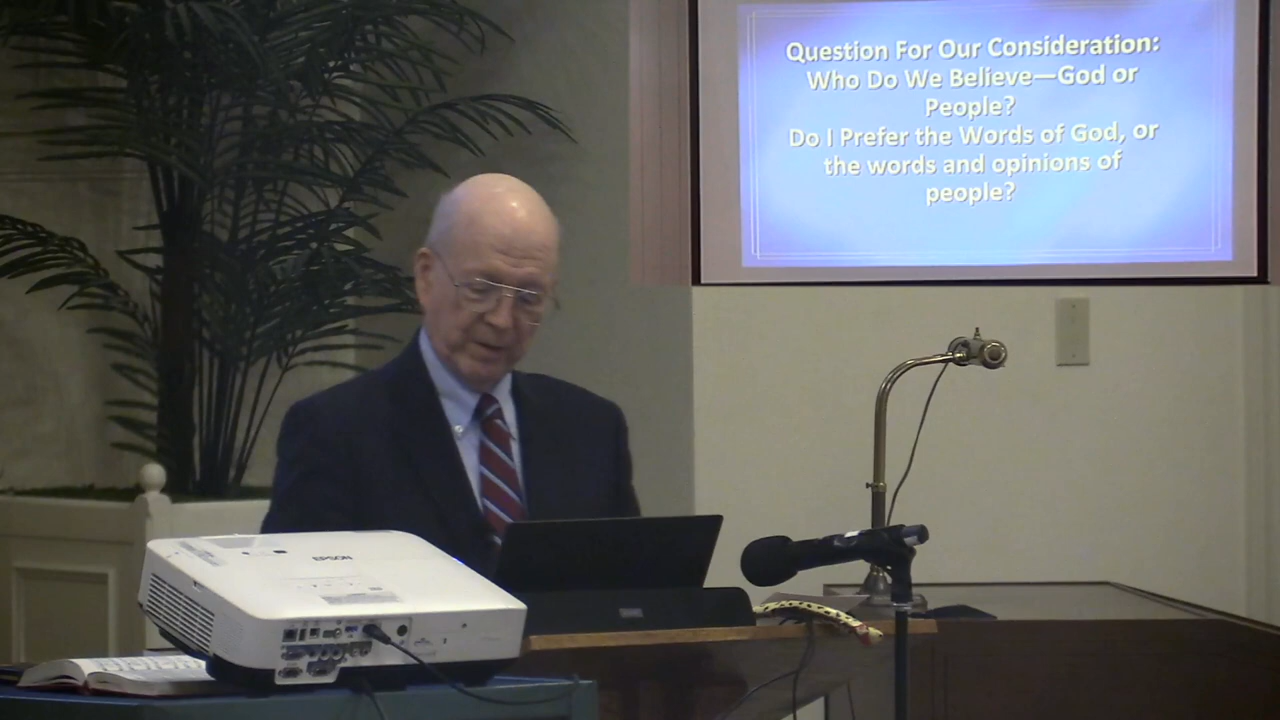 Question For Our Consideration:
Who Do We Believe—God or
People?
Do I Prefer the Words of God, or
the words and opinions of
people?
EPSON